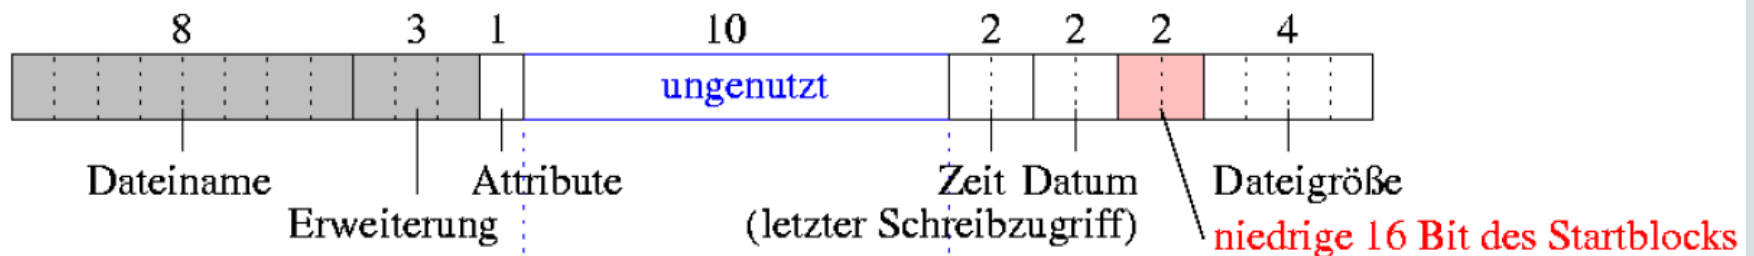 8 3 1 10 2 2 2 4
ungenutzt
Dateiname Attribute Zeit Datum Dateigröße
Erweiterung (letzter Schreibzugriff) niedrige 16 Bit des Startblocks